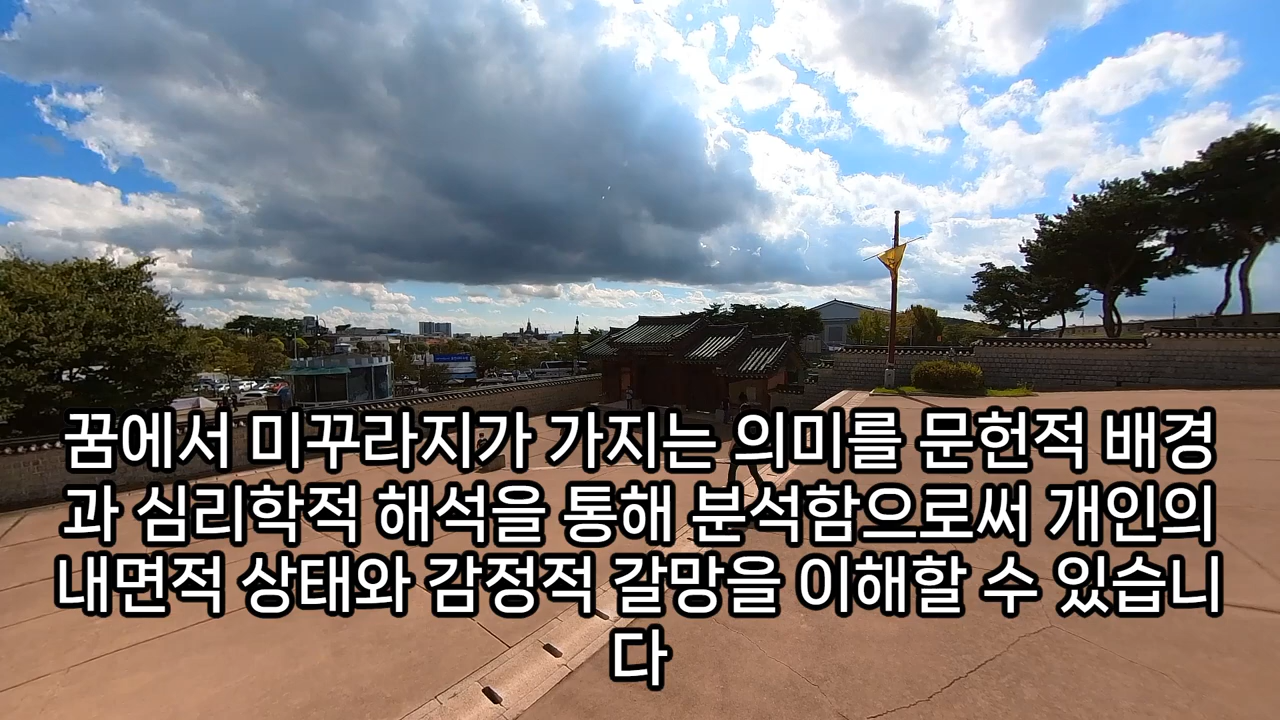 꿈에서 미꾸라지가 가지는 의미를 문헌적 배경
과 심리학적 해석을 통해 분석함으로써 개인의
내면적 상태와 감정적 갈망을 이해할 수 있습니
다